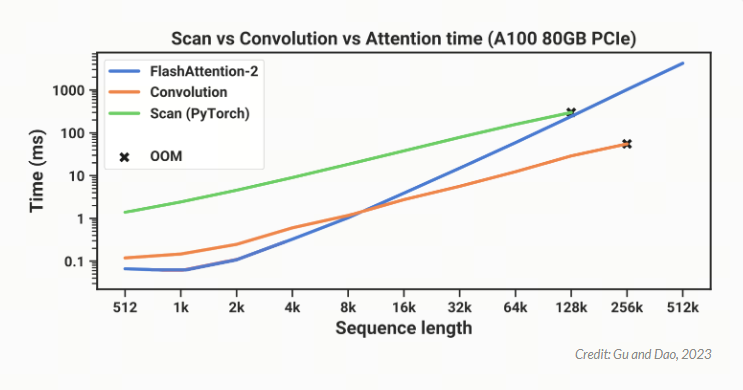 Scan vs Convolution vs Attention time (A100 80GB PCIe)
FlashAttention-2
Convolution
Scan (PyTorch)
OOM
Time (ms)
1000
100
10
1
0.1
512 1k 2k 4k 8k 16k 32k 64k 128k 256k 512k
Sequence length
Credit: Gu and Dao, 2023